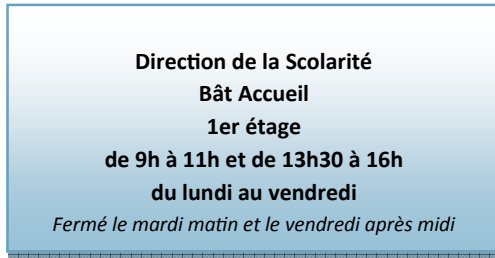 Direction de la Scolarité
Bât Accueil
1er étage
de 9h à 11h et de 13h30 à 16h
du lundi au vendredi
Fermé le mardi matin et le vendredi après midi